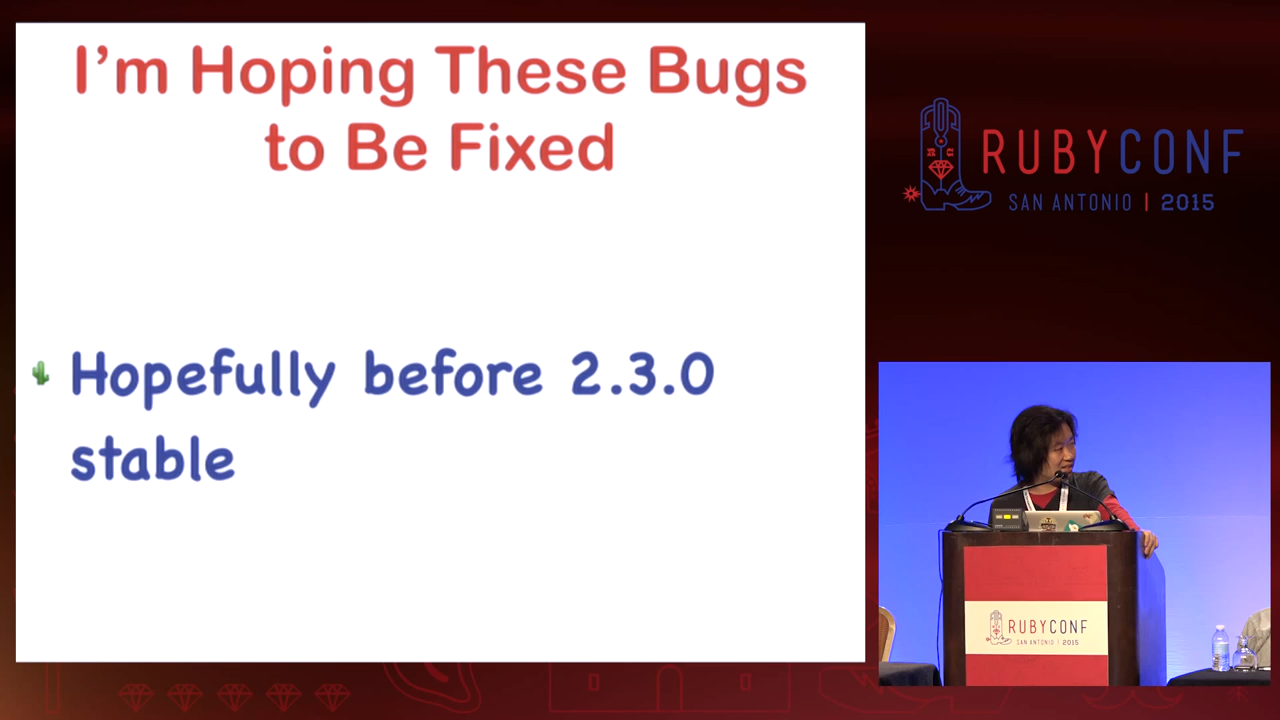 I'm Hoping These Bugs
to Be Fixed
Hopefully before 2.3.0
stable
RUBYCONF
SAN ANTONIO | 2015
RUBYCONF
SAN ANTONIO | 2015